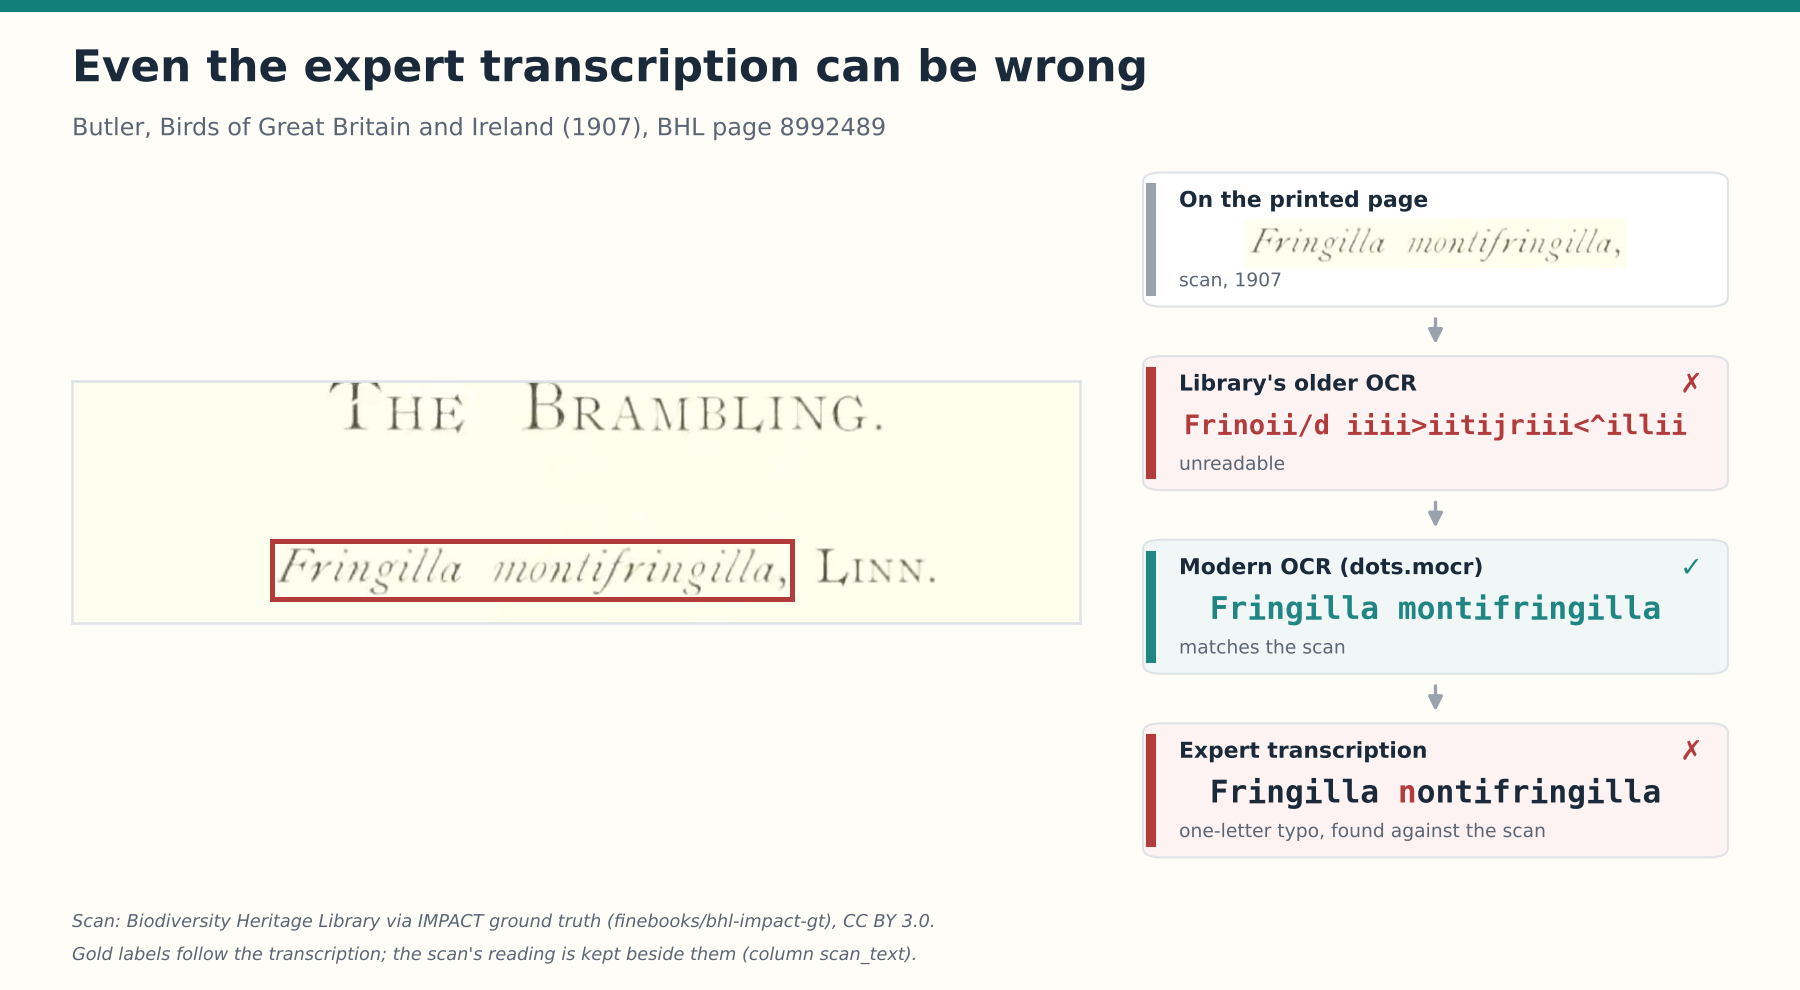 Even the expert transcription can be wrong
Butler, Birds of Great Britain and Ireland (1907), BHL page 8992489
THE BRAMBLING.
Fringilla montifringilla, LINN.
On the printed page
Fringilla montifringilla,
scan, 1907
Library's older OCR ✗
Frinoii/d iiii>iitijriii<^illii
unreadable
Modern OCR (dots.mocr) ✓
Fringilla montifringilla
matches the scan
Expert transcription ✗
Fringilla nontifringilla
one-letter typo, found against the scan
Scan: Biodiversity Heritage Library via IMPACT ground truth (finebooks/bhl-impact-gt), CC BY 3.0.
Gold labels follow the transcription; the scan's reading is kept beside them (column scan_text).